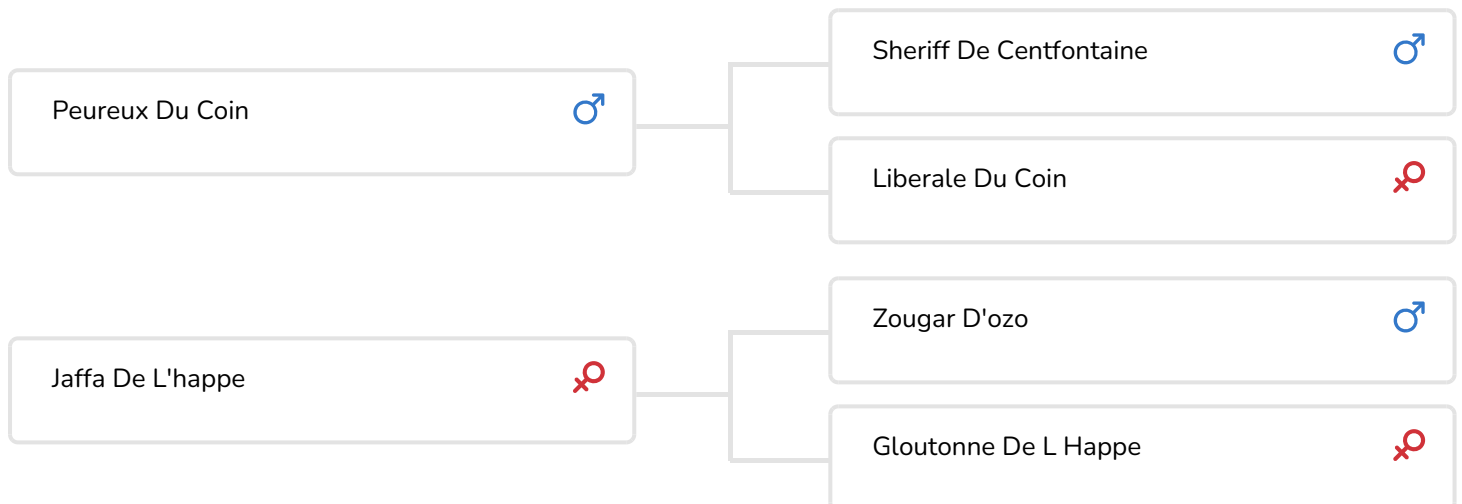 Sheriff De Centfontaine
Peureux Du Coin
Liberale Du Coin
Zougar D'ozo
Jaffa De L'happe
Gloutonne De L Happe